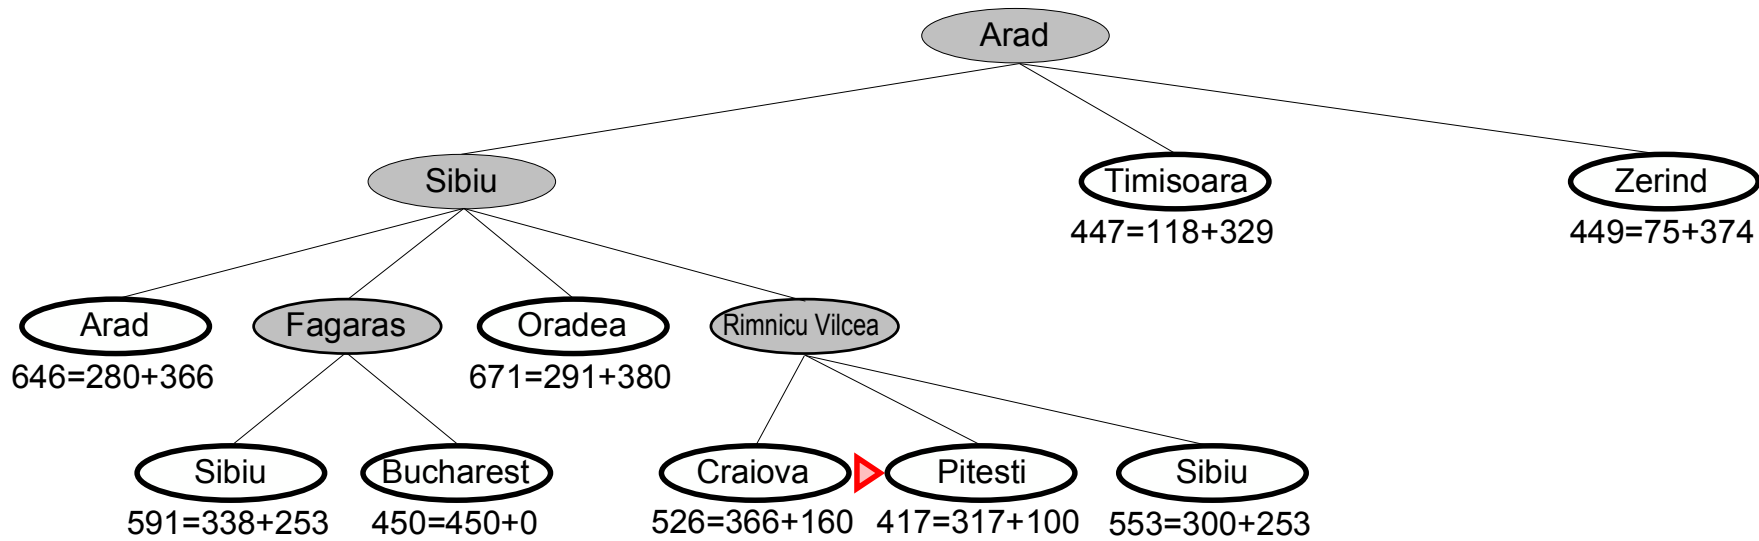 Arad
Sibiu
Timisoara
Zerind
447=118+329
449=75+374
Arad
Fagaras
Oradea
Rimnicu Vilcea
646=280+366
671=291+380
Sibiu
Bucharest
Craiova
Pitesti
Sibiu
591=338+253
450=450+0
526=366+160
417=317+100
553=300+253